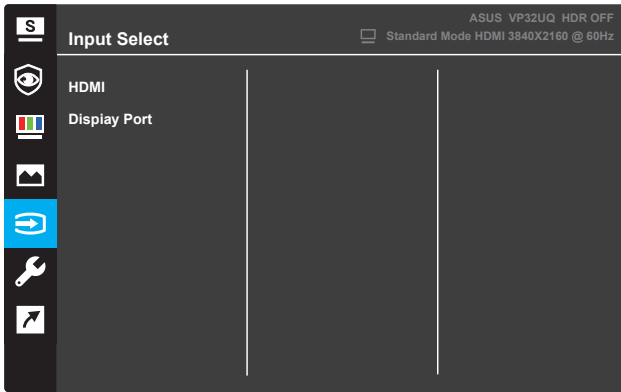 S
ASUS VP32UQ HDR OFF
Input Select
Standard Mode HDMI 3840X2160 @ 60Hz
HDMI
Display Port